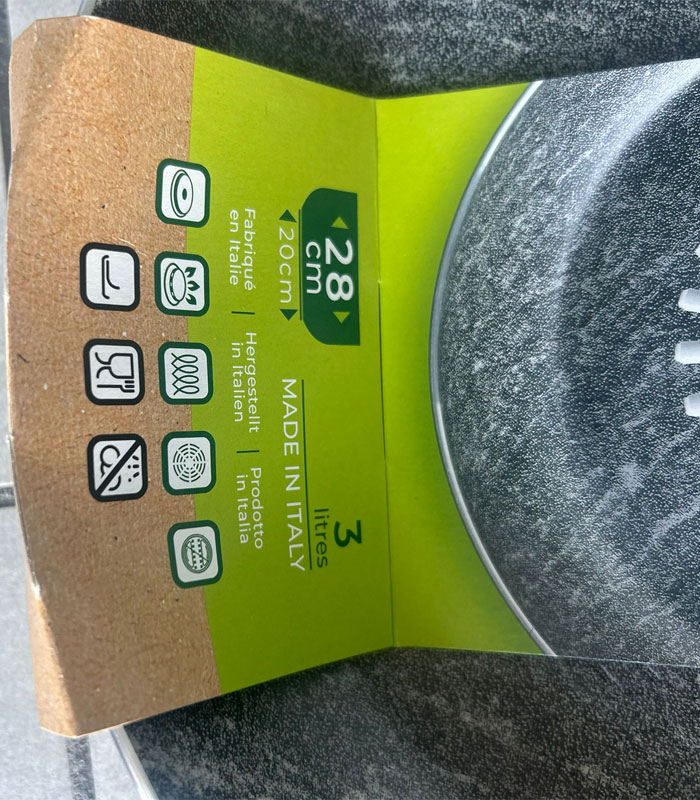 28
cm
20cm
3
litres
MADE IN ITALY
Fabriqué
en Italie
Hergestellt
in Italien
Prodotto
in Italia